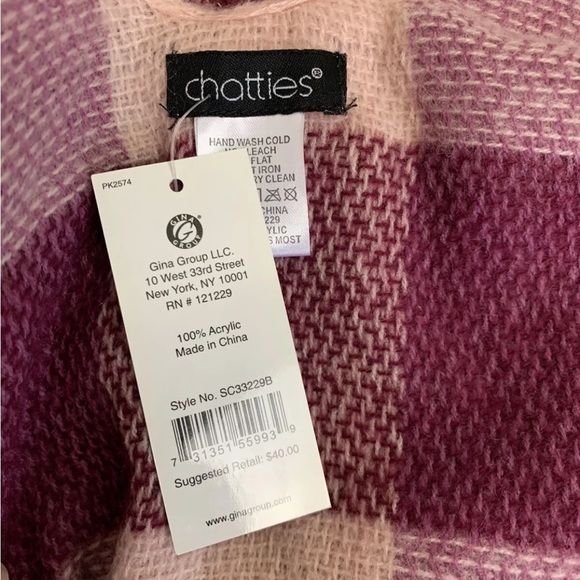 chatties®
HAND WASH COLD
LEACH
FLAT
IRON
RY CLEAN
CHINA
229
YLIC
S MOST
PK2574
GINA
GROUP
Gina Group LLC.
10 West 33rd Street
New York, NY 10001
RN # 121229
100% Acrylic
Made in China
Style No. SC33229B
7 31351 55993 9
Suggested Retail: $40.00
www.ginagroup.com